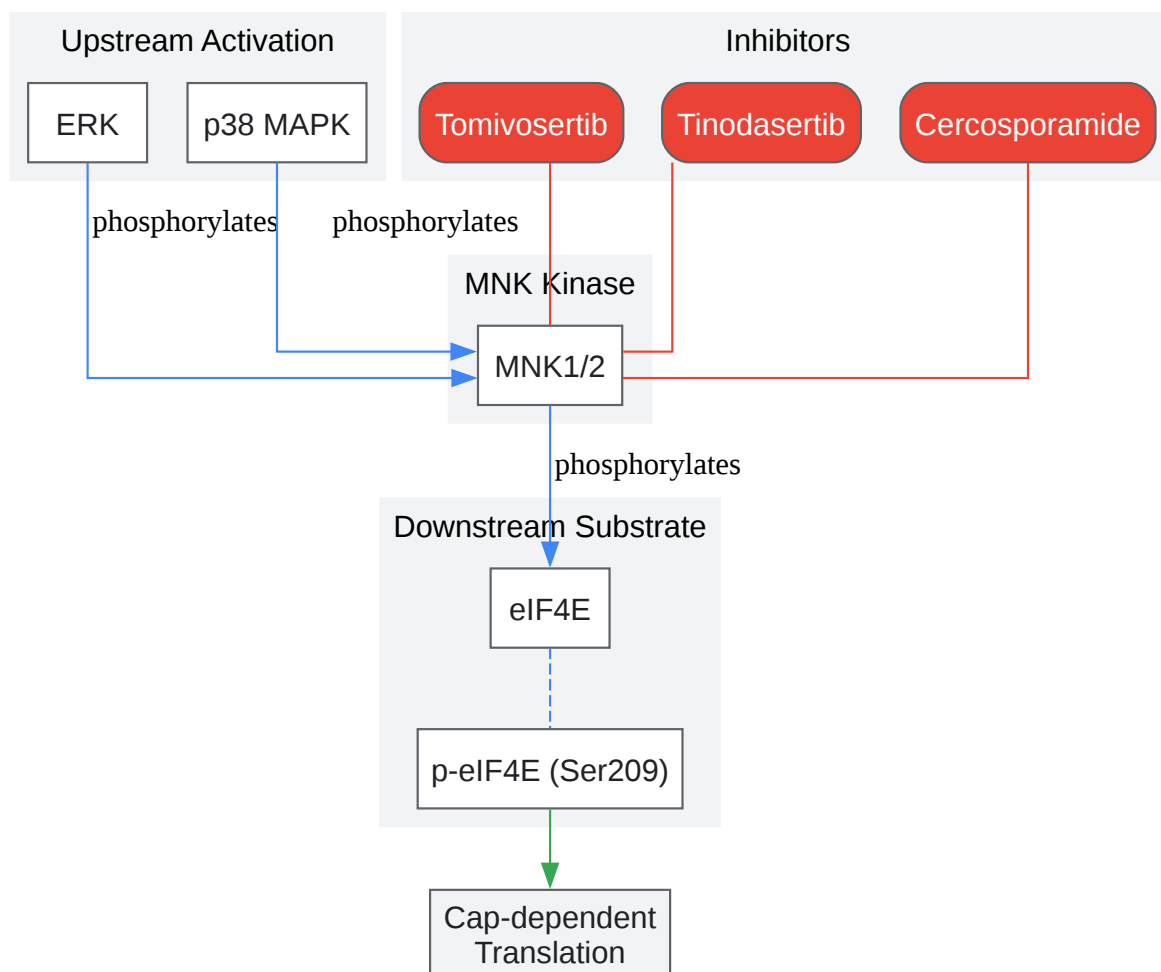 Upstream Activation
Inhibitors
ERK
p38 MAPK
Tomivosertib
Tinodasertib
Cercosporamide
phosphorylates
phosphorylates
MNK Kinase
MNK1/2
phosphorylates
Downstream Substrate
eIF4E
p-eIF4E (Ser209)
Cap-dependent
Translation